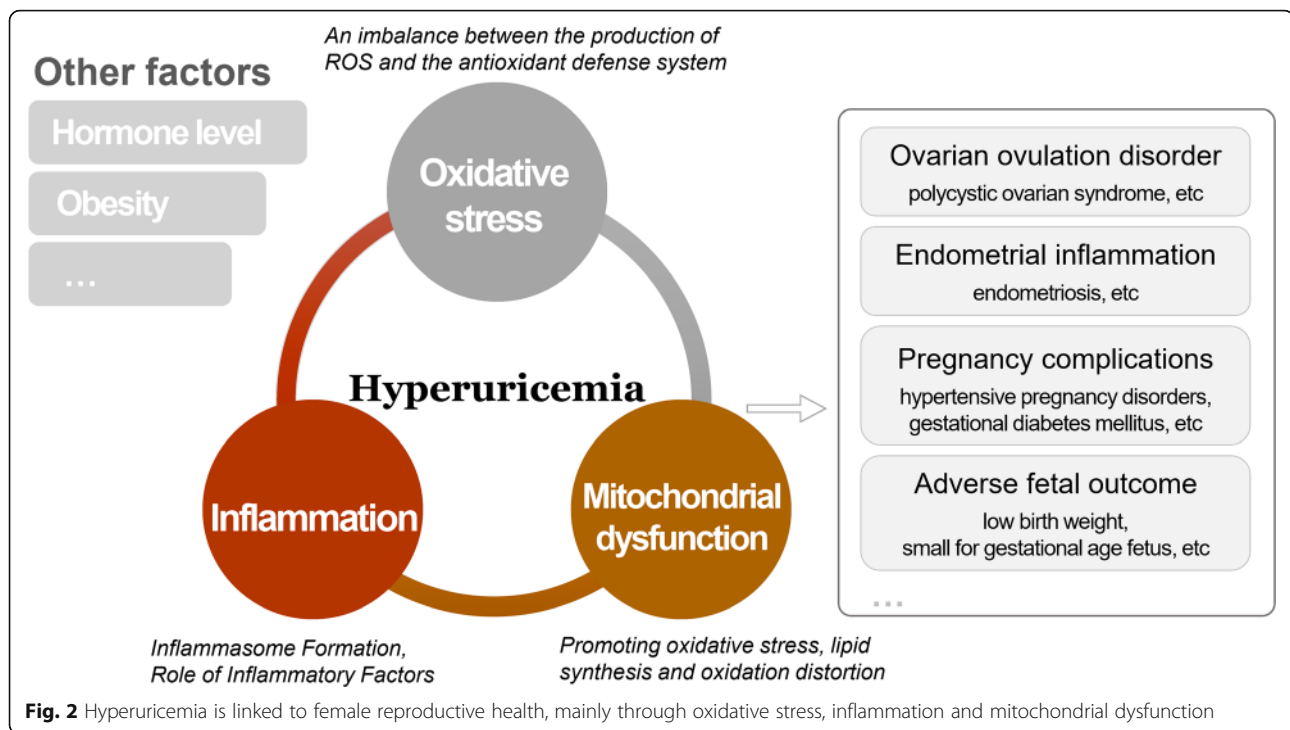 An imbalance between the production of
ROS and the antioxidant defense system
Other factors
Hormone level
Obesity
...
Oxidative
stress
Hyperuricemia
Inflammation
Mitochondrial
dysfunction
Inflammasome Formation,
Role of Inflammatory Factors
Promoting oxidative stress, lipid
synthesis and oxidation distortion
Ovarian ovulation disorder
polycystic ovarian syndrome, etc
Endometrial inflammation
endometriosis, etc
Pregnancy complications
hypertensive pregnancy disorders,
gestational diabetes mellitus, etc
Adverse fetal outcome
low birth weight,
small for gestational age fetus, etc
...
Fig. 2 Hyperuricemia is linked to female reproductive health, mainly through oxidative stress, inflammation and mitochondrial dysfunction